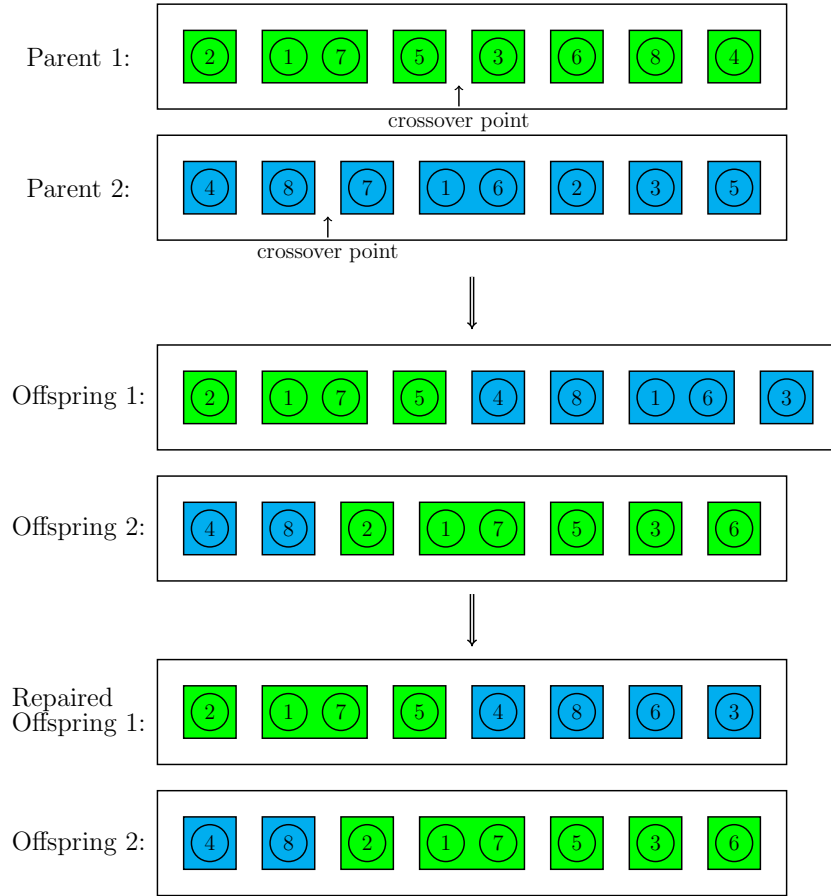 Parent 1: 2 1 7 5 3 6 8 4
crossover point
Parent 2: 4 8 7 1 6 2 3 5
crossover point
Offspring 1: 2 1 7 5 4 8 1 6 3
Offspring 2: 4 8 2 1 7 5 3 6
Repaired
Offspring 1: 2 1 7 5 4 8 6 3
Offspring 2: 4 8 2 1 7 5 3 6